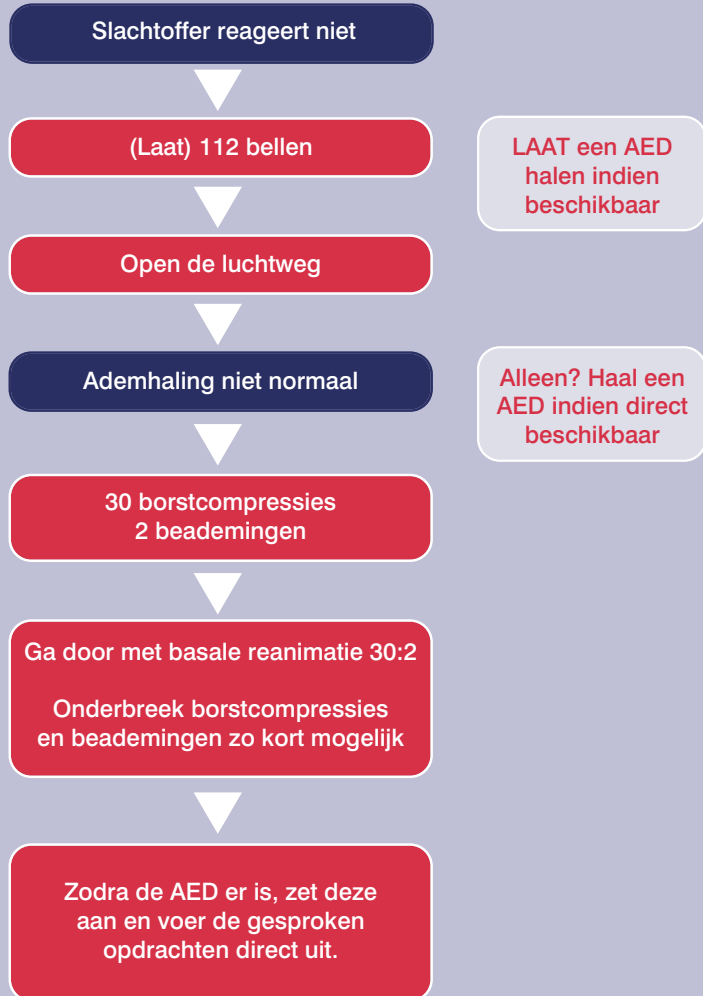 Slachtoffer reageert niet
(Laat) 112 bellen
LAAT een AED
halen indien
beschikbaar
Open de luchtweg
Ademhaling niet normaal
Alleen? Haal een
AED indien direct
beschikbaar
30 borstcompressies
2 beademingen
Ga door met basale reanimatie 30:2
Onderbreek borstcompressies
en beademingen zo kort mogelijk
Zodra de AED er is, zet deze
aan en voer de gesproken
opdrachten direct uit.